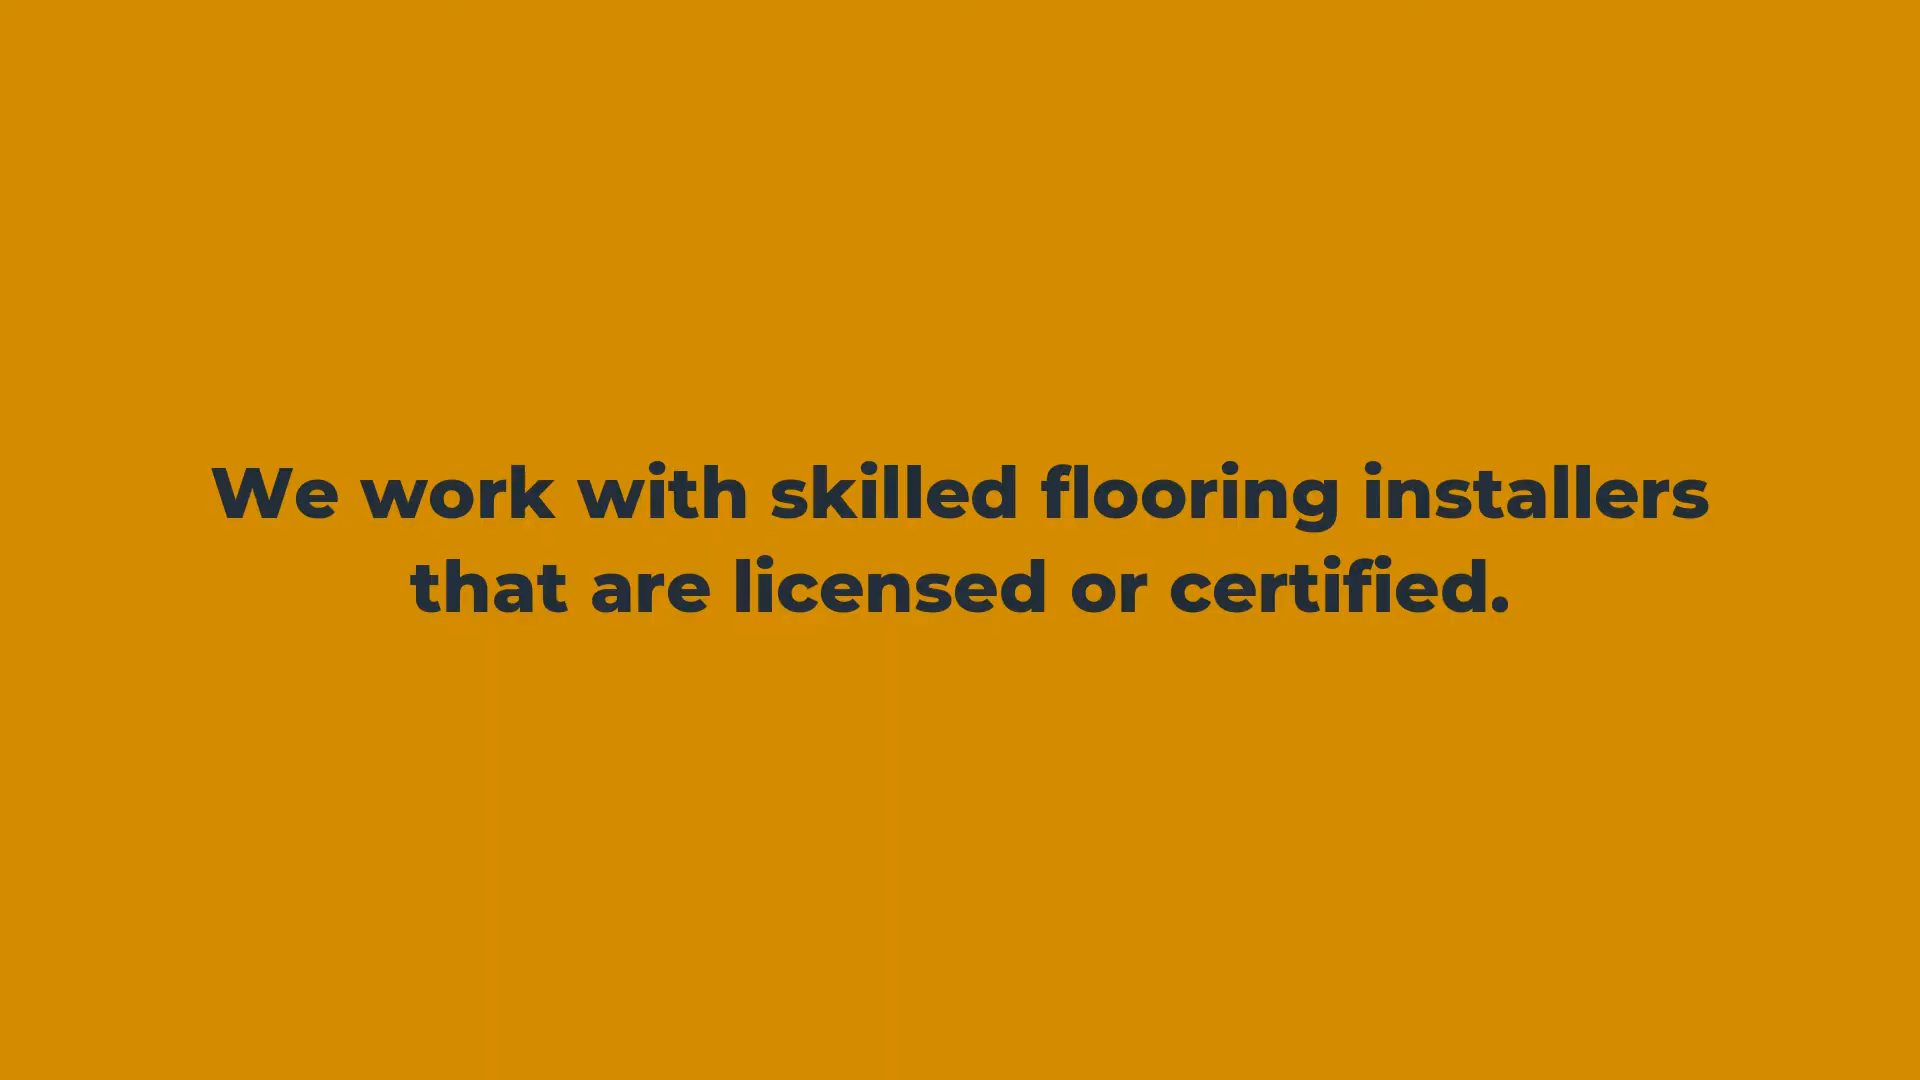 We work with skilled flooring installers
that are licensed or certified.